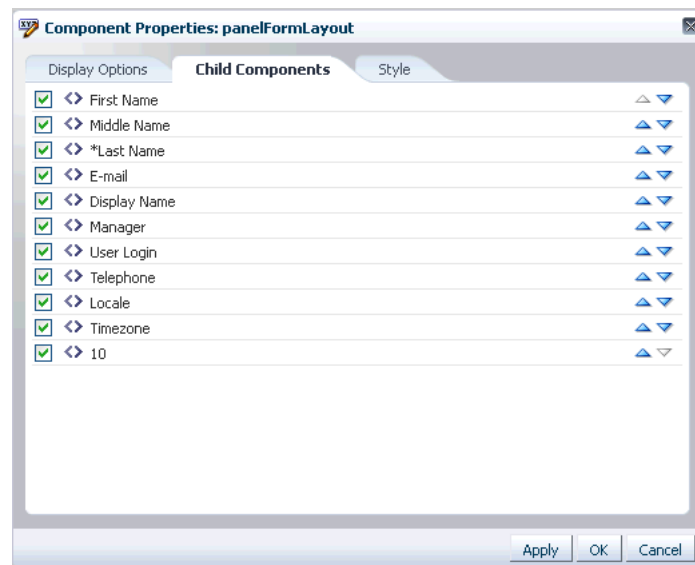 Component Properties: panelFormLayout
Display Options Child Components Style
First Name
Middle Name
*Last Name
E-mail
Display Name
Manager
User Login
Telephone
Locale
Timezone
10
Apply OK Cancel